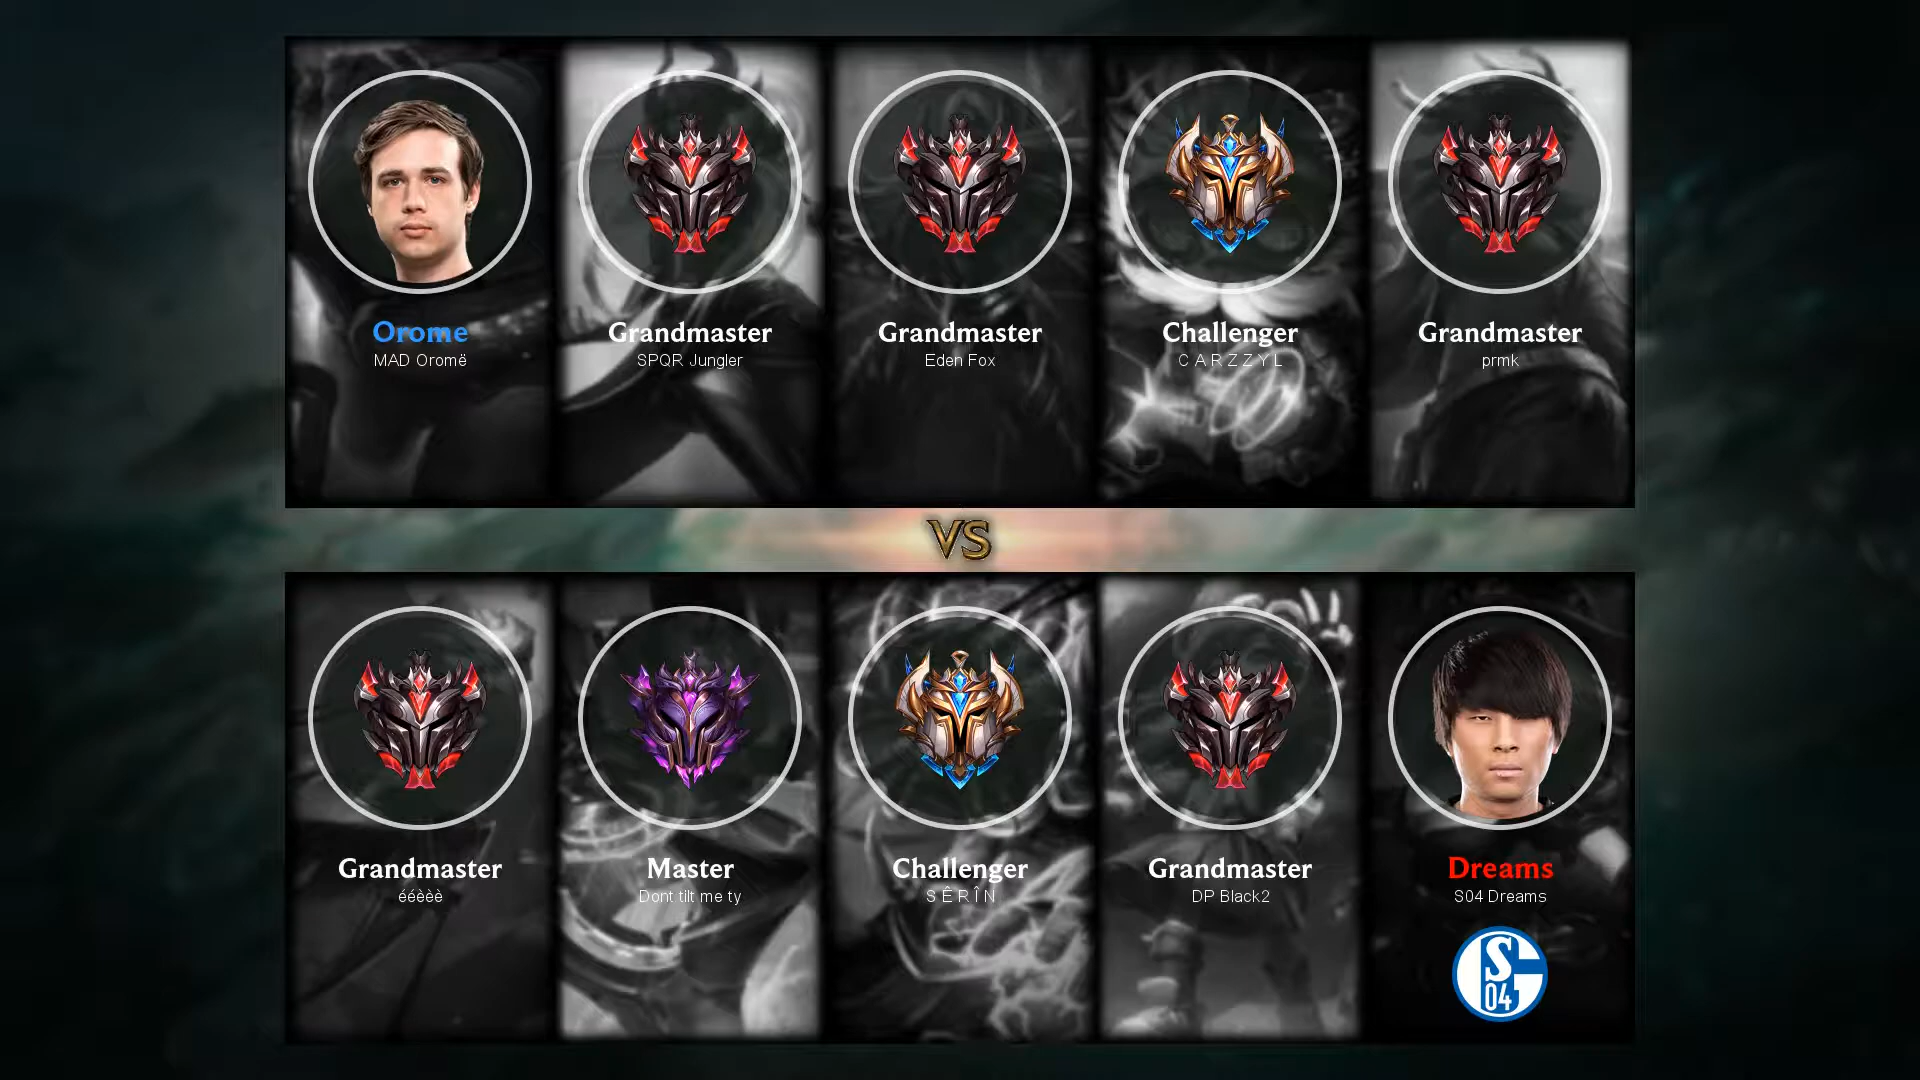 Orome
MAD Oromë
Grandmaster
SPQR Jungler
Grandmaster
Eden Fox
Challenger
C A R Z Z Y L
Grandmaster
prmk
VS
Grandmaster
ééèèè
Master
Dont tilt me ty
Challenger
S Ê R Î N
Grandmaster
DP Black2
Dreams
S04 Dreams
S
04